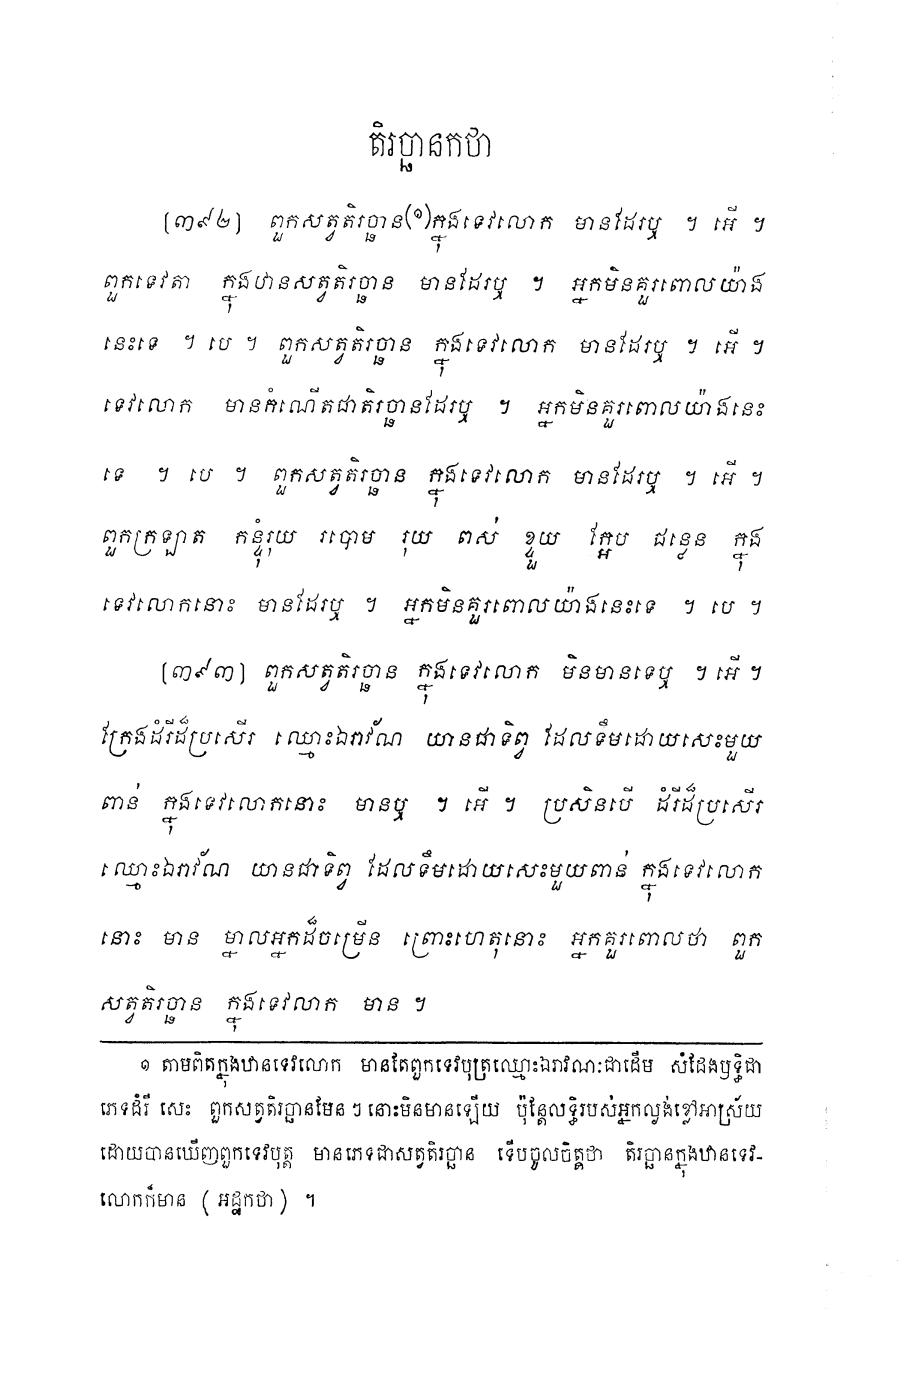 តិរច្ឆានកថា
[៣៩២] ពួកសត្វតិរច្ឆាន(១)ក្នុងទេវលោក មានដែរឬ ។ អើ ។
ពួកទេវតា ក្នុងឋានសត្វតិរច្ឆាន មានដែរឬ ។ អ្នកមិនគួរពោលយ៉ាង
នេះទេ ។ បេ ។ ពួកសត្វតិរច្ឆាន ក្នុងទេវលោក មានដែរឬ ។ អើ ។
ទេវលោក មានកំណើតជាតិរច្ឆានដែរឬ ។ អ្នកមិនគួរពោលយ៉ាងនេះ
ទេ ។ បេ ។ ពួកសត្វតិរច្ឆាន ក្នុងទេវលោក មានដែរឬ ។ អើ ។
ពួកក្រឡាត កន្ទុំរុយ របោម រុយ ពស់ ខ្ទួយ ក្អែប ជន្លេន ក្នុង
ទេវលោកនោះ មានដែរឬ ។ អ្នកមិនគួរពោលយ៉ាងនេះទេ ។ បេ ។
[៣៩៣] ពួកសត្វតិរច្ឆាន ក្នុងទេវលោក មិនមានទេឬ ។ អើ ។
ក្រែងដំរីដ៏ប្រសើរ ឈ្មោះឯរាវ័ណ យានជាទិព្វ ដែលទឹមដោយសេះមួយ
ពាន់ ក្នុងទេវលោកនោះ មានឬ ។ អើ ។ ប្រសិនបើ ដំរីដ៏ប្រសើរ
ឈ្មោះឯរាវ័ណ យានជាទិព្វ ដែលទឹមដោយសេះមួយពាន់ ក្នុងទេវលោក
នោះ មាន ម្នាលអ្នកដ៏ចម្រើន ព្រោះហេតុនោះ អ្នកគួរពោលថា ពួក
សត្វតិរច្ឆាន ក្នុងទេវលាក មាន ។
១ តាមពិតក្នុងឋានទេវលោក មានតែពួកទេវបុត្រឈ្មោះឯរាវណៈជាដើម សំដែងឫទ្ធិជា
ភេទដំរី សេះ ពួកសត្វតិរច្ឆានមែន ៗ នោះមិនមានឡើយ ប៉ុន្តែលទ្ធិរបស់អ្នកល្ងង់ខ្លៅអាស្រ័យ
ដោយបានឃើញពួកទេវបុត្ត មានភេទជាសត្វតិរច្ឆាន ទើបចូលចិត្តថា តិរច្ឆានក្នុងឋានទេវ-
លោកក៏មាន ( អដ្ឋកថា ) ។